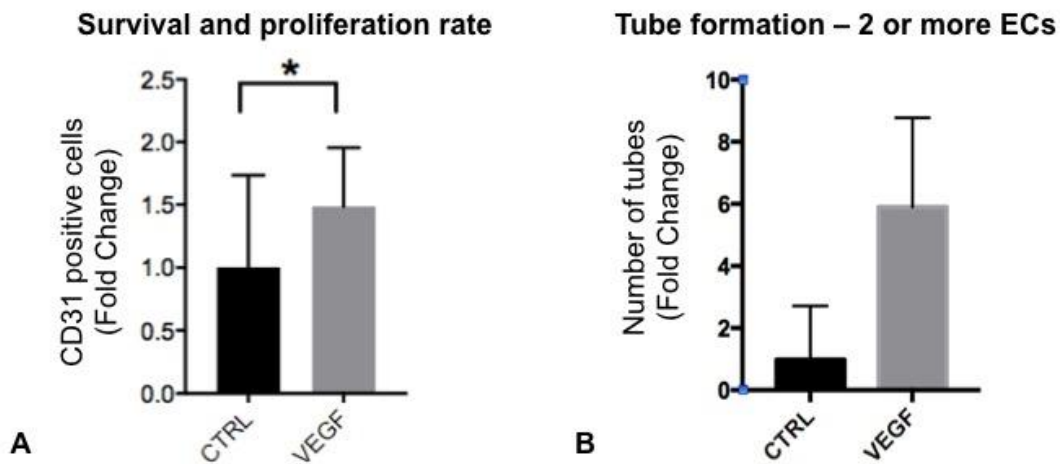 Survival and proliferation rate
*
CD31 positive cells
(Fold Change)
2.5
2.0
1.5
1.0
0.5
0.0
CTRL
VEGF
A
Tube formation – 2 or more ECs
Number of tubes
(Fold Change)
10
8
6
4
2
0
CTRL
VEGF
B